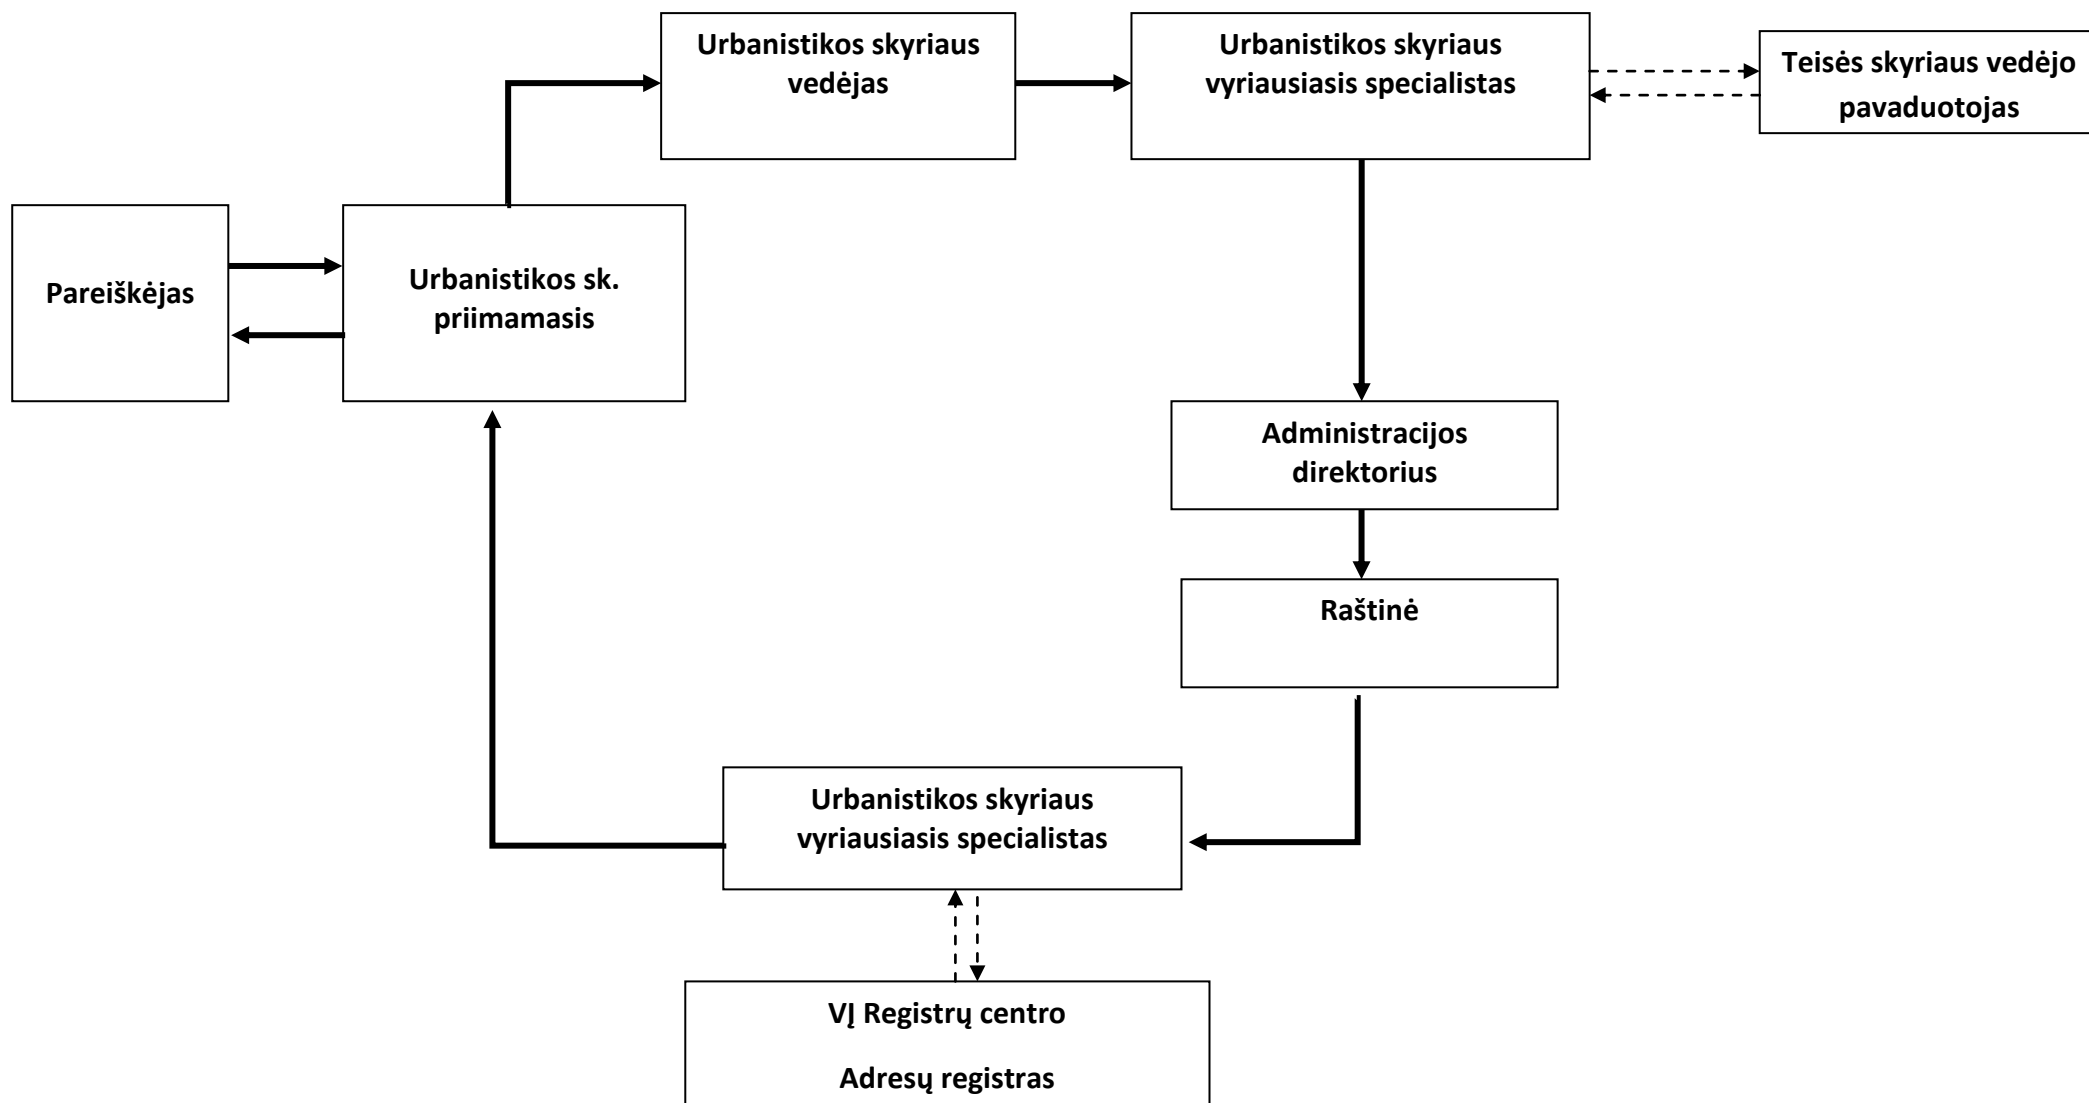 Urbanistikos skyriaus
vedėjas
Urbanistikos skyriaus
vyriausiasis specialistas
Teisės skyriaus vedėjo
pavaduotojas
Pareiškėjas
Urbanistikos sk.
priimamasis
Administracijos
direktorius
Raštinė
Urbanistikos skyriaus
vyriausiasis specialistas
VĮ Registrų centro
Adresų registras